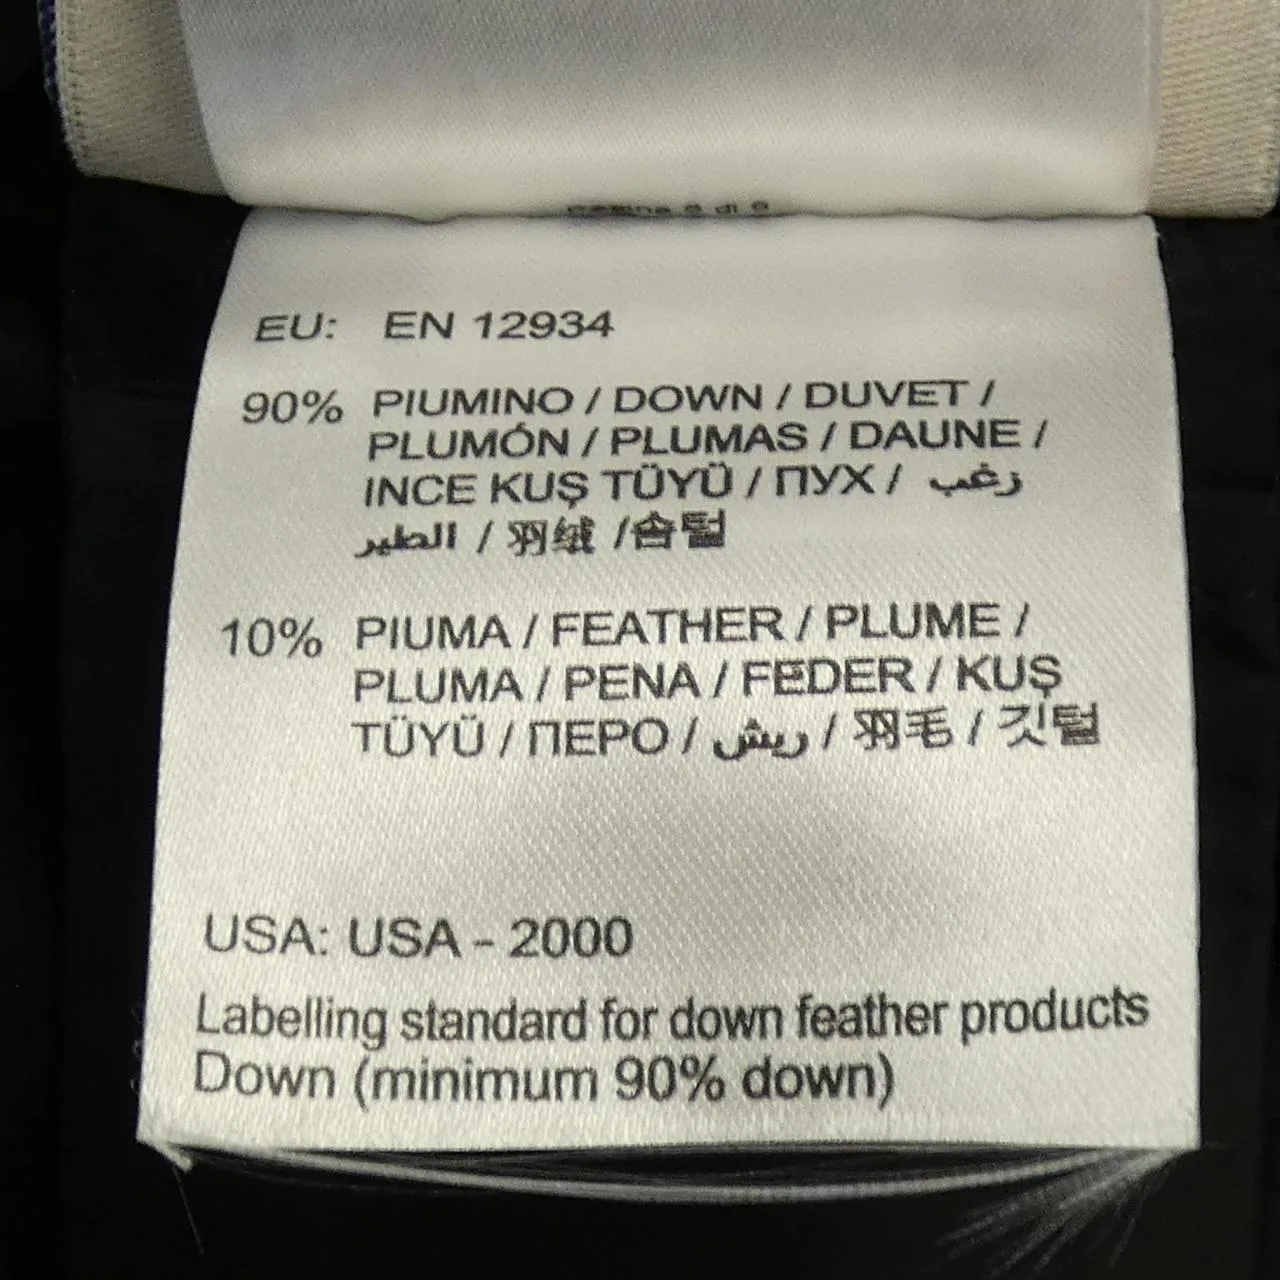 EU: EN 12934
90% PIUMINO / DOWN / DUVET /
PLUMÓN / PLUMAS / DAUNE /
INCE KUŞ TÜYÜ / ПУХ / زغب
الطير / 羽绒 /솜털
10% PIUMA / FEATHER / PLUME /
PLUMA / PENA / FEDER / KUŞ
TÜYÜ / ПЕРО / ريش / 羽毛 / 깃털
USA: USA - 2000
Labelling standard for down feather products
Down (minimum 90% down)